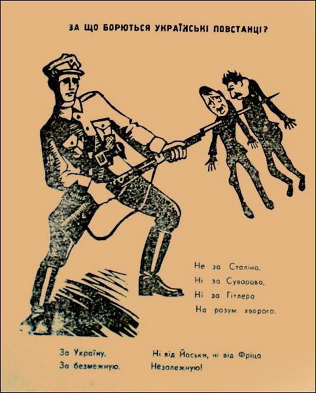 ЗА ЩО БОРЮТЬСЯ УКРАЇНСЬКІ ПОВСТАНЦІ?
Не за Сталіна,
Ні за Суворова,
Ні за Гітлера
На розум хворого.
За Україну,
За безмежную.
Ні від Йоськи, ні від Фріца
Незалежную!